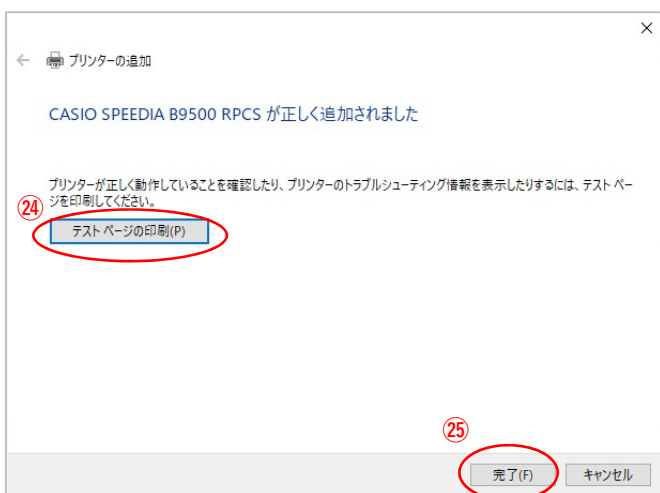 ×
← プリンターの追加
CASIO SPEEDIA B9500 RPCS が正しく追加されました
プリンターが正しく動作していることを確認したり、プリンターのトラブルシューティング情報を表示したりするには、テスト ペー
ジを印刷してください。
㉔
テスト ページの印刷(P)
㉕
完了(F) キャンセル